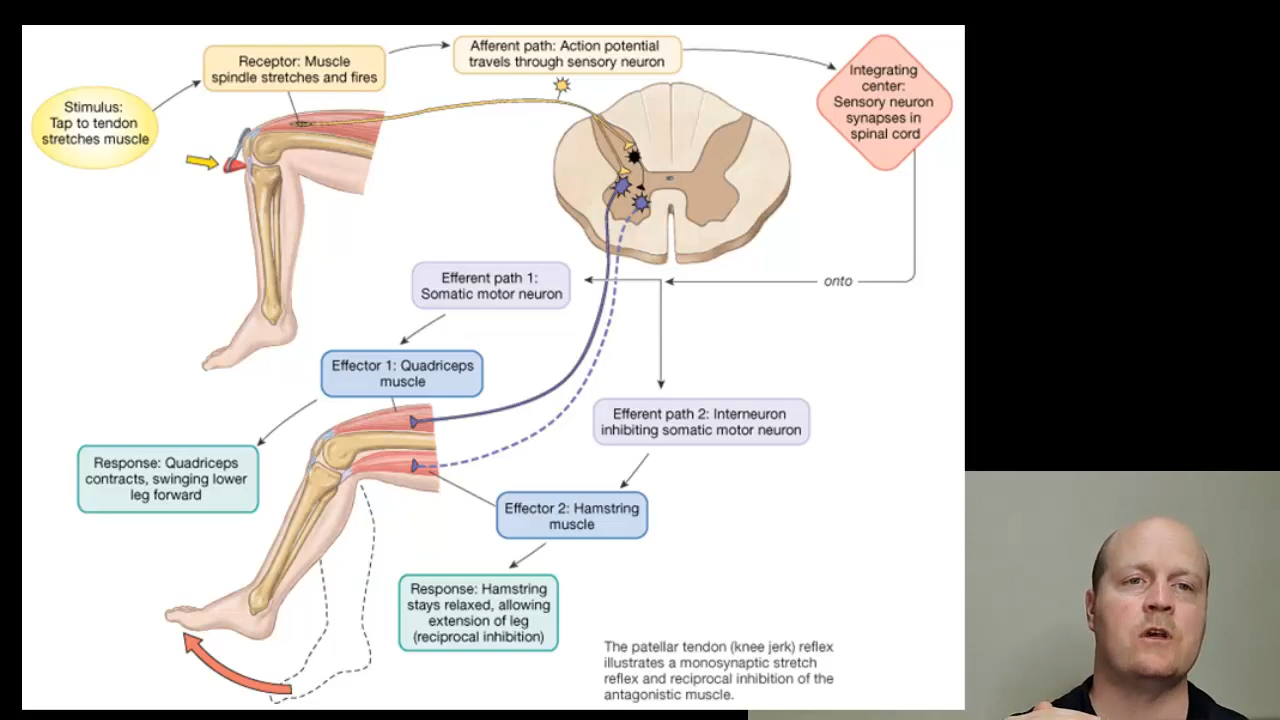 Stimulus:
Tap to tendon
stretches muscle
Receptor: Muscle
spindle stretches and fires
Afferent path: Action potential
travels through sensory neuron
Integrating
center:
Sensory neuron
synapses in
spinal cord
onto
Efferent path 1:
Somatic motor neuron
Effector 1: Quadriceps
muscle
Response: Quadriceps
contracts, swinging lower
leg forward
Efferent path 2: Interneuron
inhibiting somatic motor neuron
Effector 2: Hamstring
muscle
Response: Hamstring
stays relaxed, allowing
extension of leg
(reciprocal inhibition)
The patellar tendon (knee jerk) reflex
illustrates a monosynaptic stretch
reflex and reciprocal inhibition of the
antagonistic muscle.